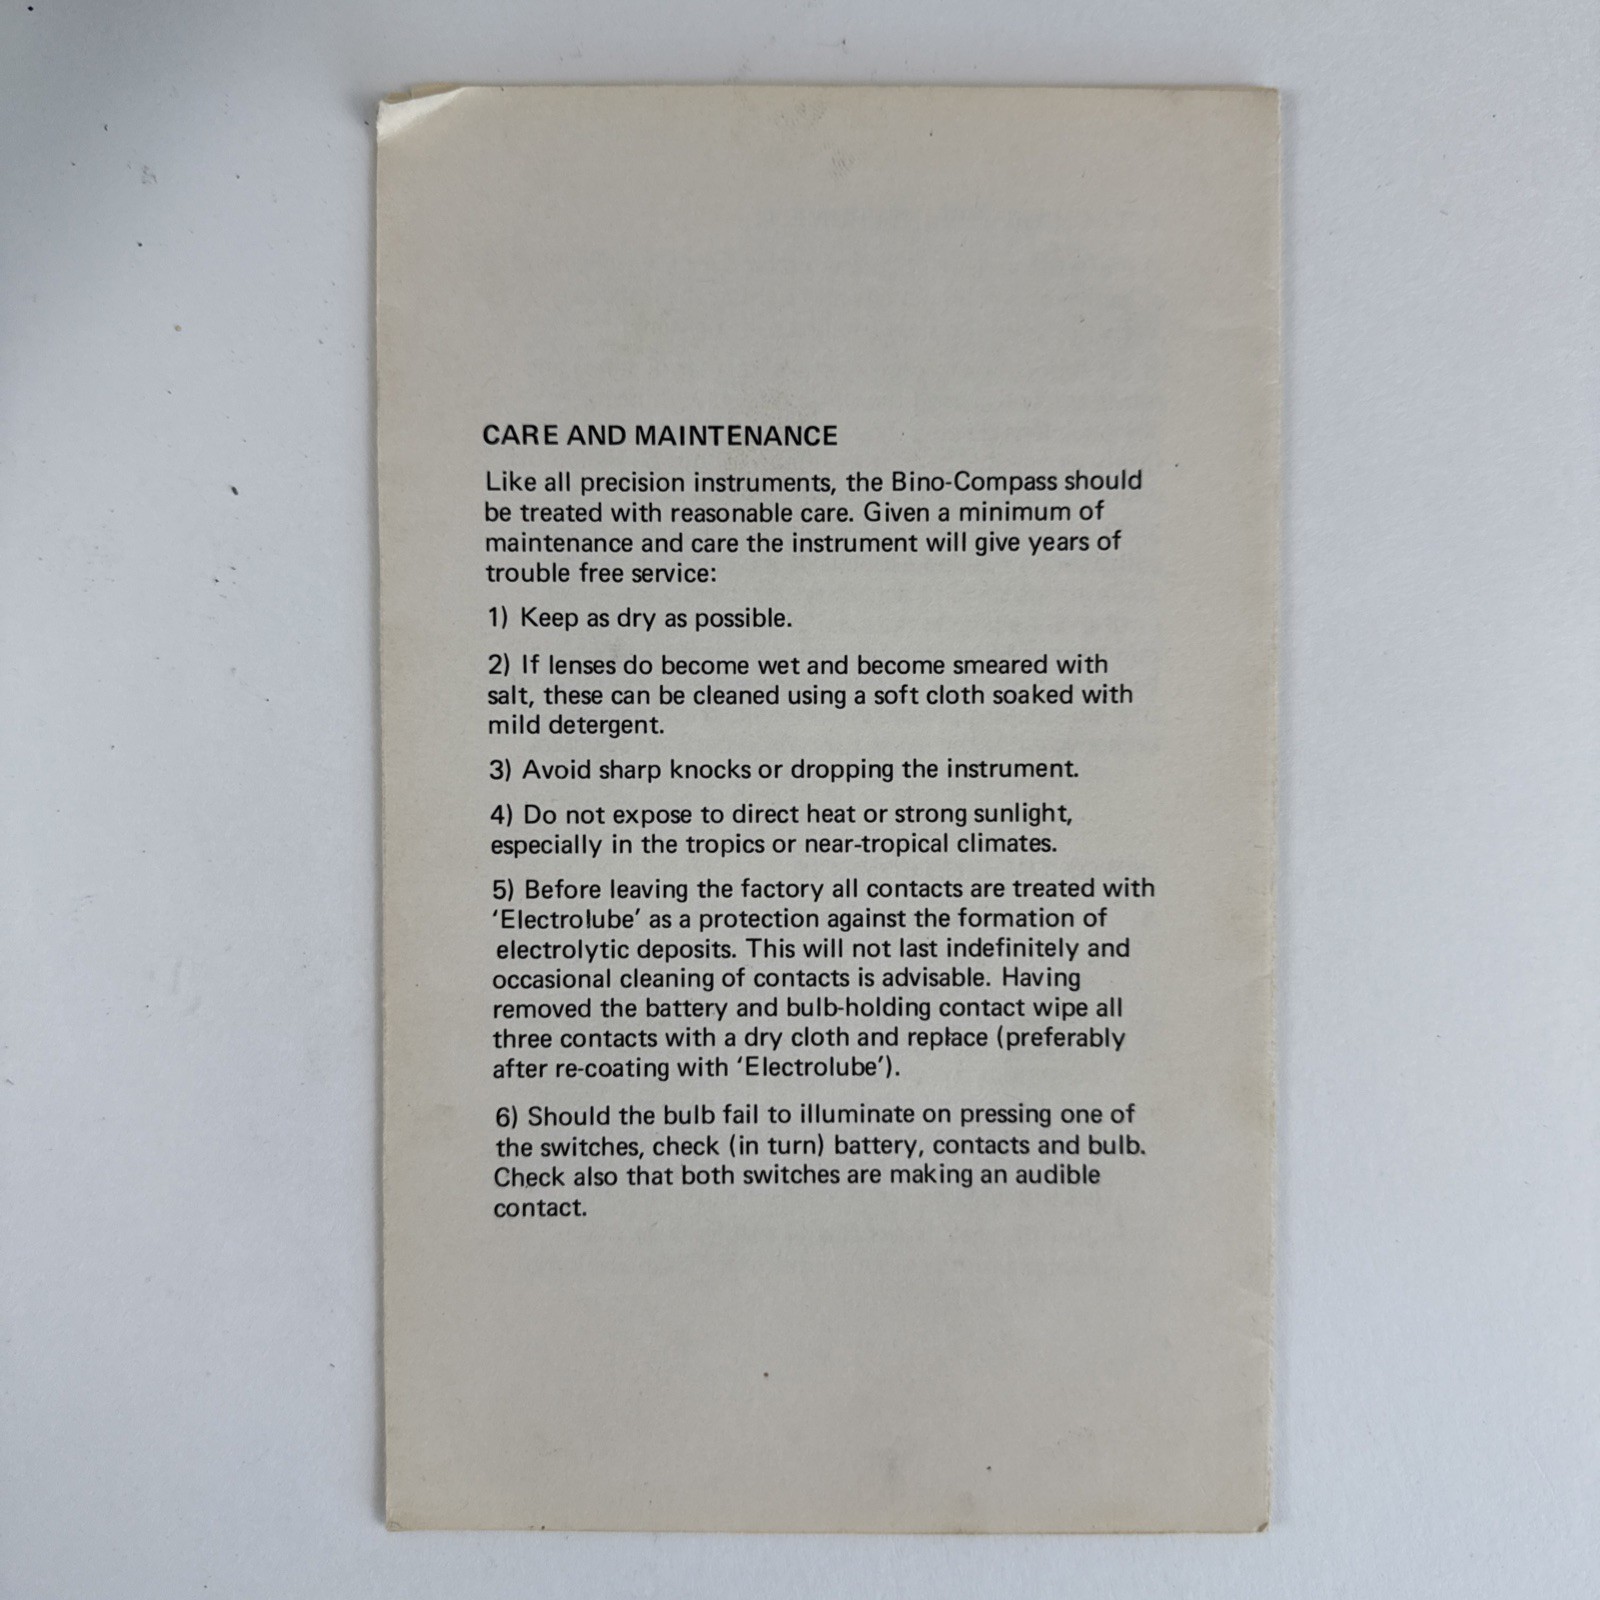 CARE AND MAINTENANCE
Like all precision instruments, the Bino-Compass should
be treated with reasonable care. Given a minimum of
maintenance and care the instrument will give years of
trouble free service:
1) Keep as dry as possible.
2) If lenses do become wet and become smeared with
salt, these can be cleaned using a soft cloth soaked with
mild detergent.
3) Avoid sharp knocks or dropping the instrument.
4) Do not expose to direct heat or strong sunlight,
especially in the tropics or near-tropical climates.
5) Before leaving the factory all contacts are treated with
‘Electrolube’ as a protection against the formation of
electrolytic deposits. This will not last indefinitely and
occasional cleaning of contacts is advisable. Having
removed the battery and bulb-holding contact wipe all
three contacts with a dry cloth and replace (preferably
after re-coating with ‘Electrolube’).
6) Should the bulb fail to illuminate on pressing one of
the switches, check (in turn) battery, contacts and bulb.
Check also that both switches are making an audible
contact.